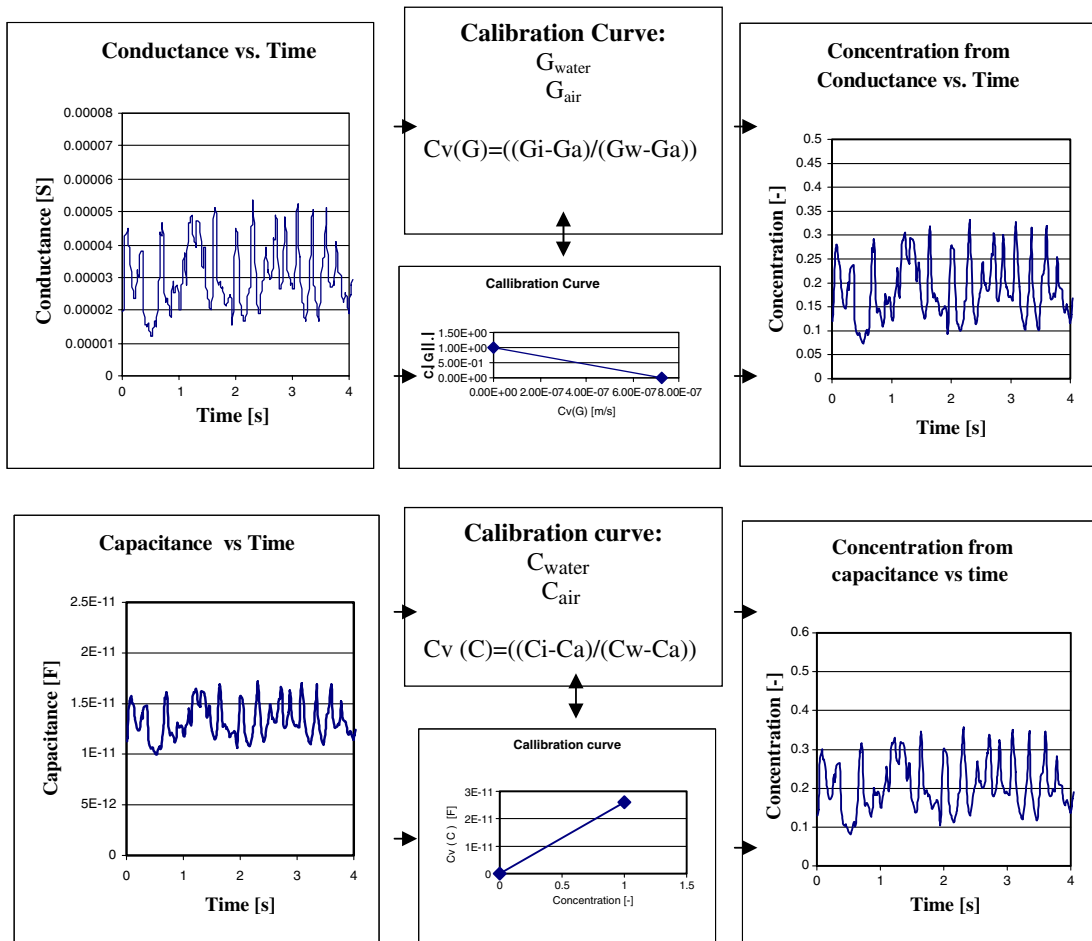 Conductance vs. Time
0.00008
0.00007
0.00006
0.00005
0.00004
0.00003
0.00002
0.00001
0
Conductance [S]
0 1 2 3 4
Time [s]
Calibration Curve:
Gwater
Gair
Cv(G)=((Gi-Ga)/(Gw-Ga))
Callibration Curve
1.50E+00
1.00E+00
5.00E-01
0.00E+00
0.00E+00 2.00E-07 4.00E-07 6.00E-07 8.00E-07
Cv(G) [m/s]
Concentration from
Conductance vs. Time
0.5
0.45
0.4
0.35
0.3
0.25
0.2
0.15
0.1
0.05
0
Concentration [-]
0 1 2 3 4
Time [s]
Capacitance vs Time
2.5E-11
2E-11
1.5E-11
1E-11
5E-12
0
Capacitance [F]
0 1 2 3 4
Time [s]
Calibration curve:
Cwater
Cair
Cv (C)=((Ci-Ca)/(Cw-Ca))
Callibration curve
3E-11
2E-11
1E-11
0
Cv ( C ) [F]
0 0.5 1 1.5
Concentration [-]
Concentration from
capacitance vs time
0.6
0.5
0.4
0.3
0.2
0.1
0
Concentration [-]
0 1 2 3 4
Time [s]